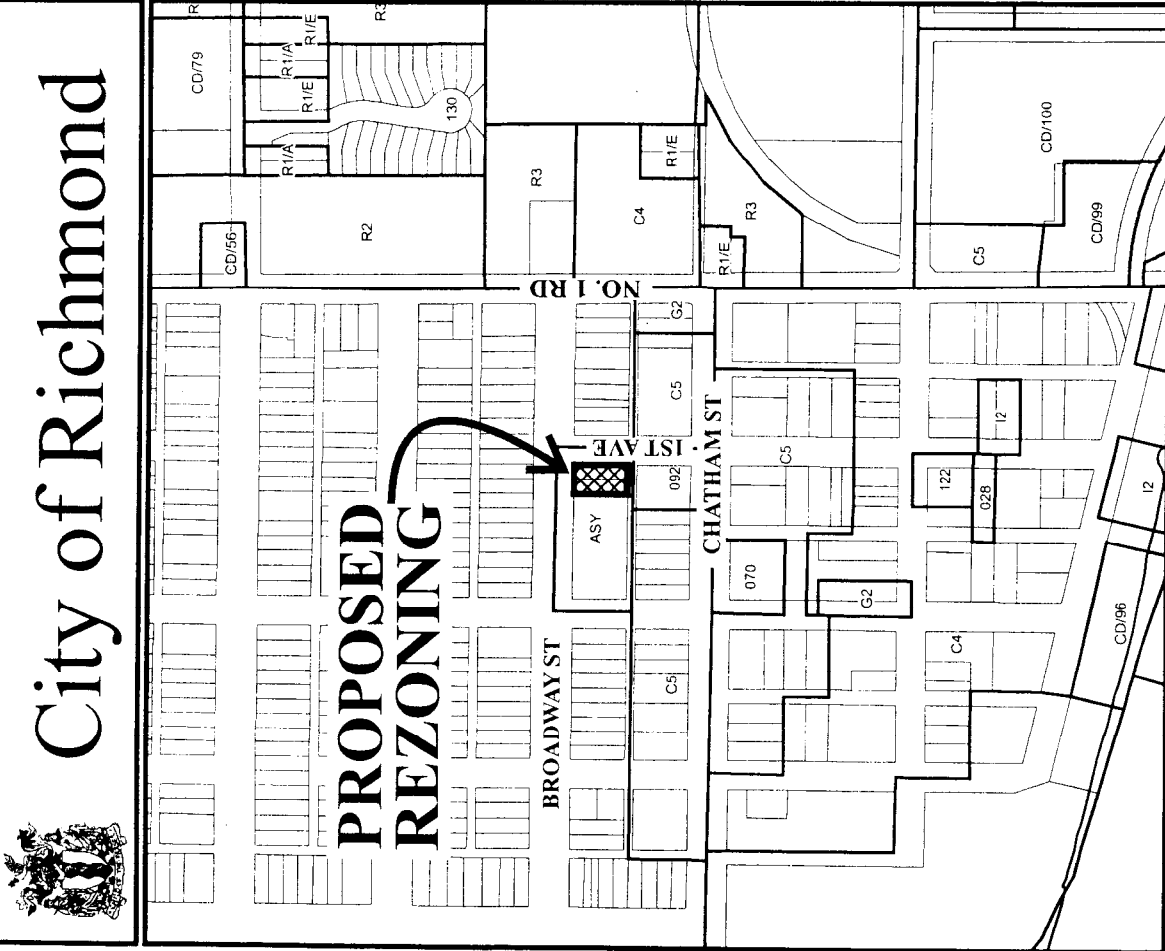 City of Richmond
CD/79
R
R1/A
R1/E
R1/E
R3
R1/A
130
CD/56
R2
R3
C4
R1/E
R1/E
R3
C5
CD/100
CD/99
NO. 1 RD
PROPOSED
REZONING
BROADWAY ST
ASY
1ST AVE
092
C5
G2
C5
CHATHAM ST
C5
070
G2
122
028
I2
I2
C4
CD/96